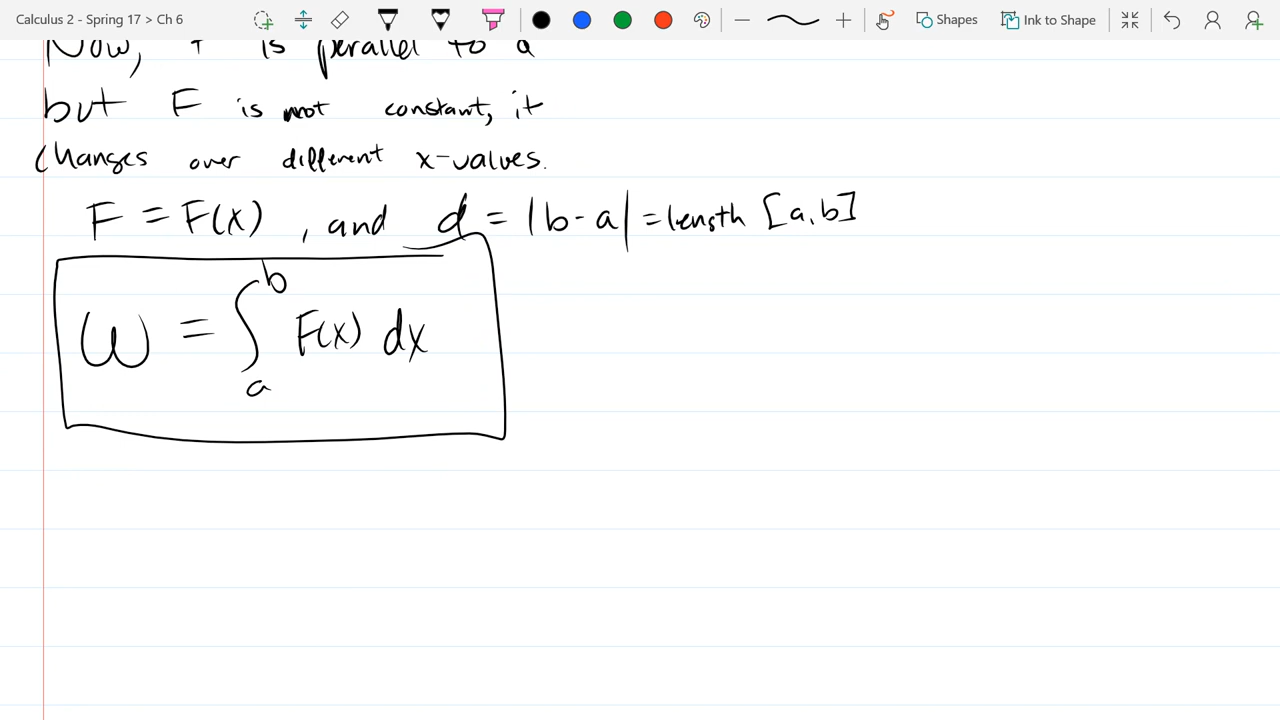 Calculus 2 - Spring 17 > Ch 6
Shapes
Ink to Shape
Now, F is parallel to d
but F is not constant, it
changes over different x-values.
F = F(x) , and d = |b - a| = length [a, b]
W = ∫_a^b F(x) dx